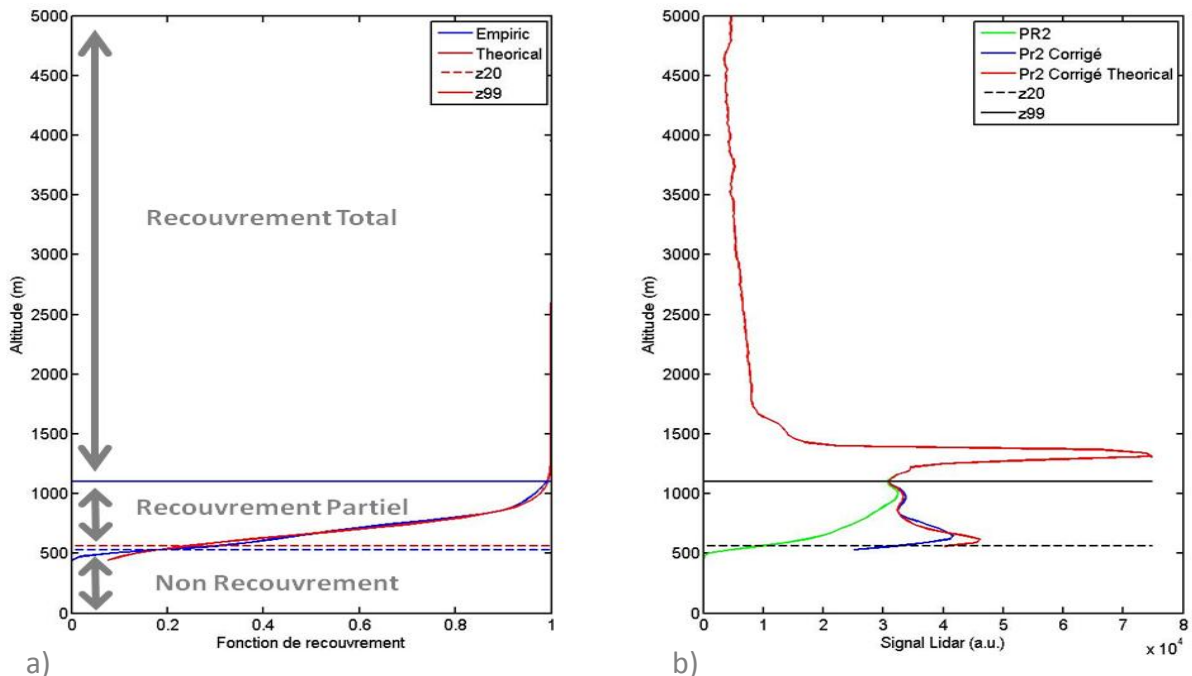 5000
4500
4000
3500
3000
2500
2000
1500
1000
500
0
Altitude (m)
Empiric
Theorical
z20
z99
Recouvrement Total
Recouvrement Partiel
Non Recouvrement
0 0.2 0.4 0.6 0.8 1
Fonction de recouvrement
a)
5000
4500
4000
3500
3000
2500
2000
1500
1000
500
0
Altitude (m)
PR2
Pr2 Corrigé
Pr2 Corrigé Theorical
z20
z99
0 1 2 3 4 5 6 7 8
Signal Lidar (a.u.)
x 10⁴
b)